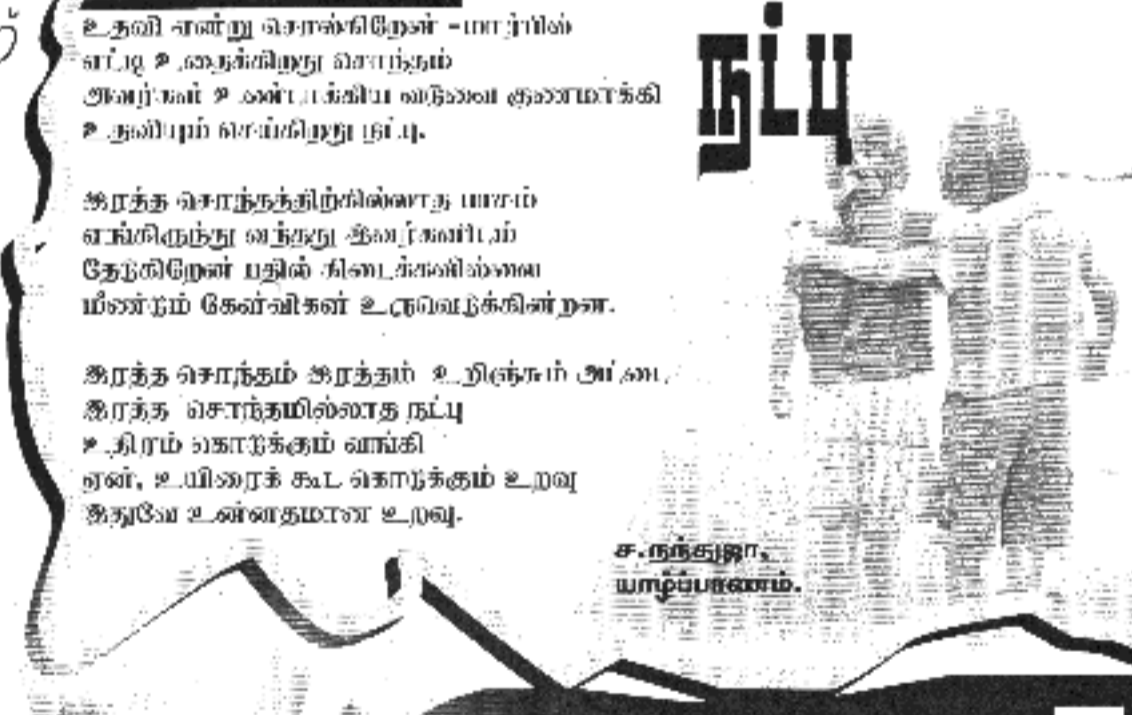 நட்பு
உதவி என்று சொல்கிறேன் -மார்பில்
எட்டி உதைக்கிறது சொந்தம்
அவர்கள் உண்டாக்கிய வடுவை குணமாக்கி
உதவியும் செய்கிறது நட்பு.
இரத்த சொந்தத்திற்கில்லாத பாசம்
எங்கிருந்து வந்தது இவர்களிடம்
தேடுகிறேன் பதில் கிடைக்கவில்லை
மீண்டும் கேள்விகள் உருவெடுக்கின்றன.
இரத்த சொந்தம் இரத்தம் உறிஞ்சும் அட்டை,
இரத்த சொந்தமில்லாத நட்பு
உதிரம் கொடுக்கும் வங்கி
ஏன், உயிரைக் கூட கொடுக்கும் உறவு
இதுவே உன்னதமான உறவு.
ச.நந்துஜா,
யாழ்ப்பாணம்.